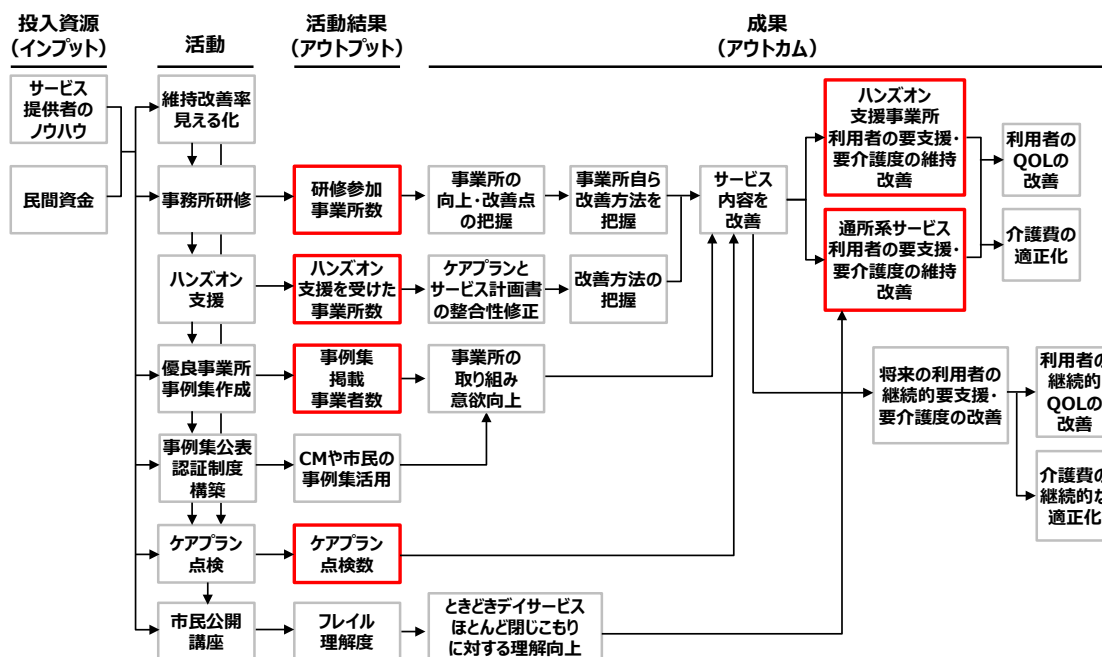 投入資源
（インプット）
活動
活動結果
（アウトプット）
成果
（アウトカム）
サービス
提供者の
ノウハウ
民間資金
維持改善率
見える化
事務所研修
ハンズオン
支援
優良事業所
事例集作成
事例集公表
認証制度
構築
ケアプラン
点検
市民公開
講座
研修参加
事業所数
ハンズオン
支援を受けた
事業所数
事例集
掲載
事業者数
CMや市民の
事例集活用
ケアプラン
点検数
フレイル
理解度
事業所の
向上・改善点
の把握
ケアプランと
サービス計画書
の整合性修正
事業所の
取り組み
意欲向上
ときどきデイサービス
ほとんど閉じこもり
に対する理解向上
事業所自ら
改善方法を
把握
改善方法の
把握
サービス
内容を
改善
ハンズオン
支援事業所
利用者の要支援・
要介護度の維持
改善
通所系サービス
利用者の要支援・
要介護度の維持
改善
利用者の
QOLの
改善
介護費の
適正化
将来の利用者の
継続的要支援・
要介護度の改善
利用者の
継続的
QOLの
改善
介護費の
継続的な
適正化